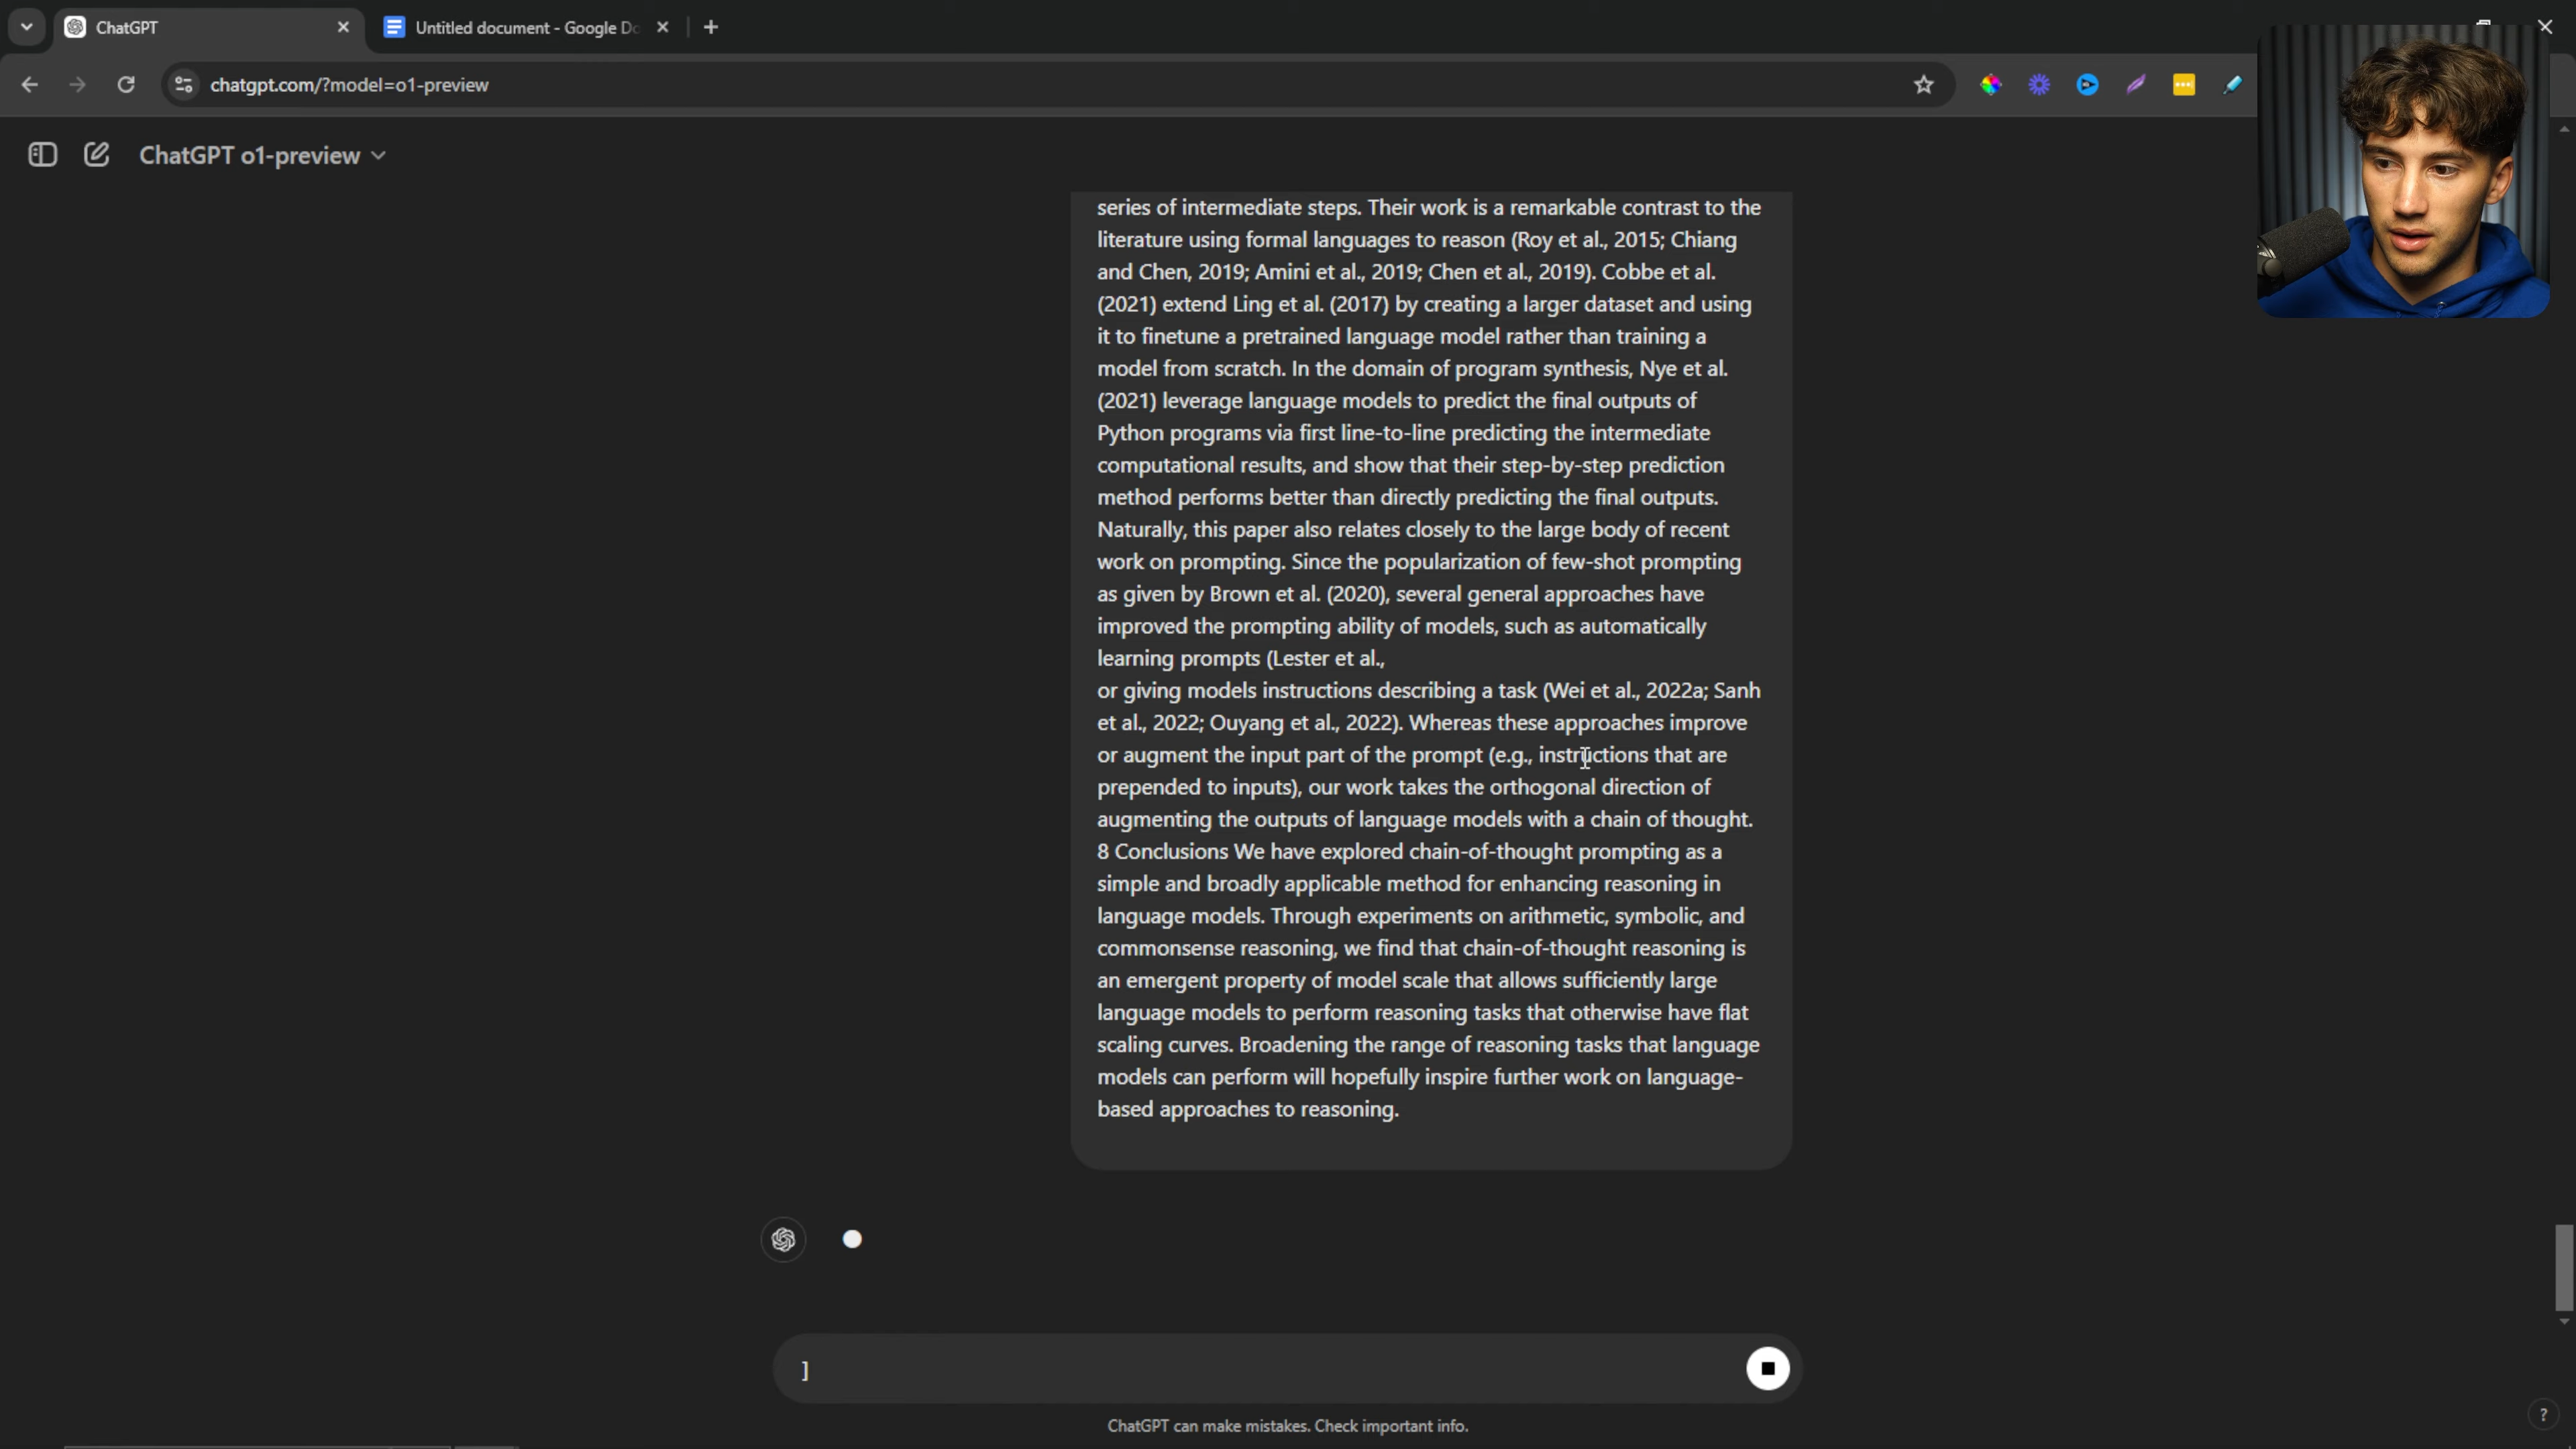 ChatGPT
Untitled document - Google Do
chatgpt.com/?model=o1-preview
ChatGPT o1-preview
series of intermediate steps. Their work is a remarkable contrast to the
literature using formal languages to reason (Roy et al., 2015; Chiang
and Chen, 2019; Amini et al., 2019; Chen et al., 2019). Cobbe et al.
(2021) extend Ling et al. (2017) by creating a larger dataset and using
it to finetune a pretrained language model rather than training a
model from scratch. In the domain of program synthesis, Nye et al.
(2021) leverage language models to predict the final outputs of
Python programs via first line-to-line predicting the intermediate
computational results, and show that their step-by-step prediction
method performs better than directly predicting the final outputs.
Naturally, this paper also relates closely to the large body of recent
work on prompting. Since the popularization of few-shot prompting
as given by Brown et al. (2020), several general approaches have
improved the prompting ability of models, such as automatically
learning prompts (Lester et al.,
or giving models instructions describing a task (Wei et al., 2022a; Sanh
et al., 2022; Ouyang et al., 2022). Whereas these approaches improve
or augment the input part of the prompt (e.g., instructions that are
prepended to inputs), our work takes the orthogonal direction of
augmenting the outputs of language models with a chain of thought.
8 Conclusions We have explored chain-of-thought prompting as a
simple and broadly applicable method for enhancing reasoning in
language models. Through experiments on arithmetic, symbolic, and
commonsense reasoning, we find that chain-of-thought reasoning is
an emergent property of model scale that allows sufficiently large
language models to perform reasoning tasks that otherwise have flat
scaling curves. Broadening the range of reasoning tasks that language
models can perform will hopefully inspire further work on language-
based approaches to reasoning.
]
ChatGPT can make mistakes. Check important info.
?